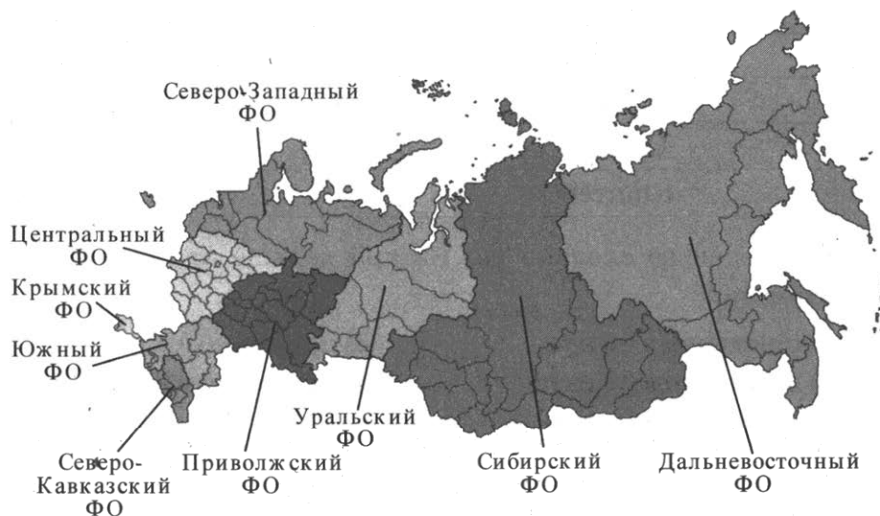 Северо-Западный
ФО
Центральный
ФО
Крымский
ФО
Южный
ФО
Северо-
Кавказский
ФО
Приволжский
ФО
Уральский
ФО
Сибирский
ФО
Дальневосточный
ФО